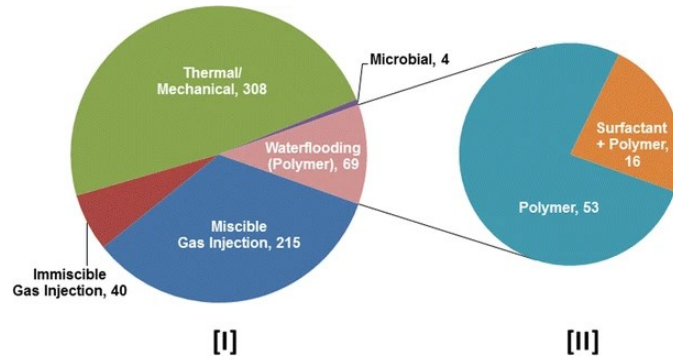 Thermal/
Mechanical, 308
Microbial, 4
Waterflooding
(Polymer), 69
Miscible
Gas Injection, 215
Immiscible
Gas Injection, 40
[I]
Surfactant
+ Polymer,
16
Polymer, 53
[II]